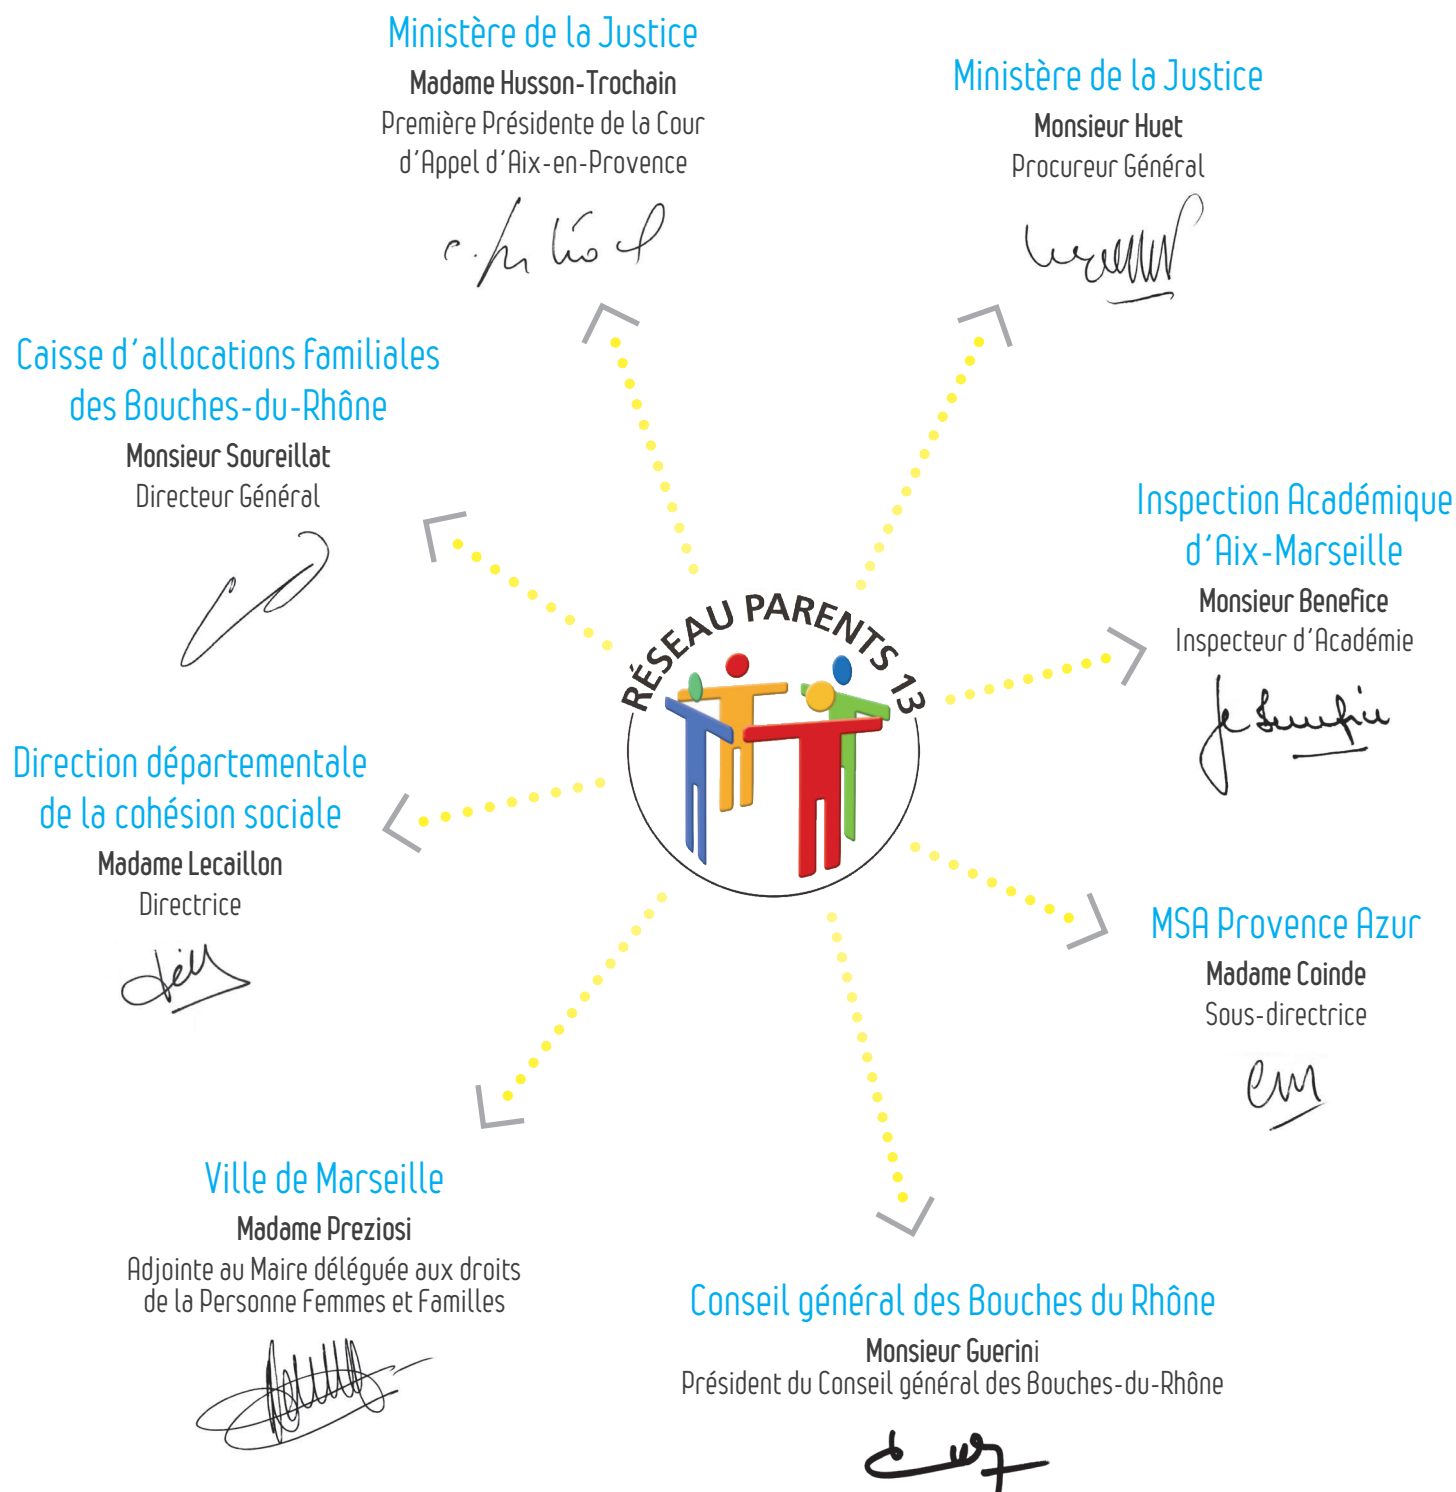 Ministère de la Justice
Madame Husson-Trochain
Première Présidente de la Cour
d'Appel d'Aix-en-Provence
Ministère de la Justice
Monsieur Huet
Procureur Général
Caisse d'allocations familiales
des Bouches-du-Rhône
Monsieur Soureillat
Directeur Général
Inspection Académique
d'Aix-Marseille
Monsieur Benefice
Inspecteur d'Académie
RÉSEAU PARENTS 13
Direction départementale
de la cohésion sociale
Madame Lecaillon
Directrice
MSA Provence Azur
Madame Coinde
Sous-directrice
Ville de Marseille
Madame Preziosi
Adjointe au Maire déléguée aux droits
de la Personne Femmes et Familles
Conseil général des Bouches du Rhône
Monsieur Guerini
Président du Conseil général des Bouches-du-Rhône